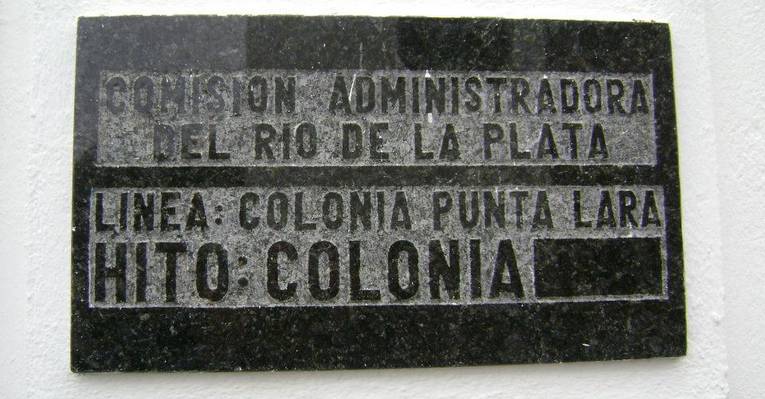 COMISION ADMINISTRADORA
DEL RIO DE LA PLATA
LINEA: COLONIA PUNTA LARA
HITO: COLONIA